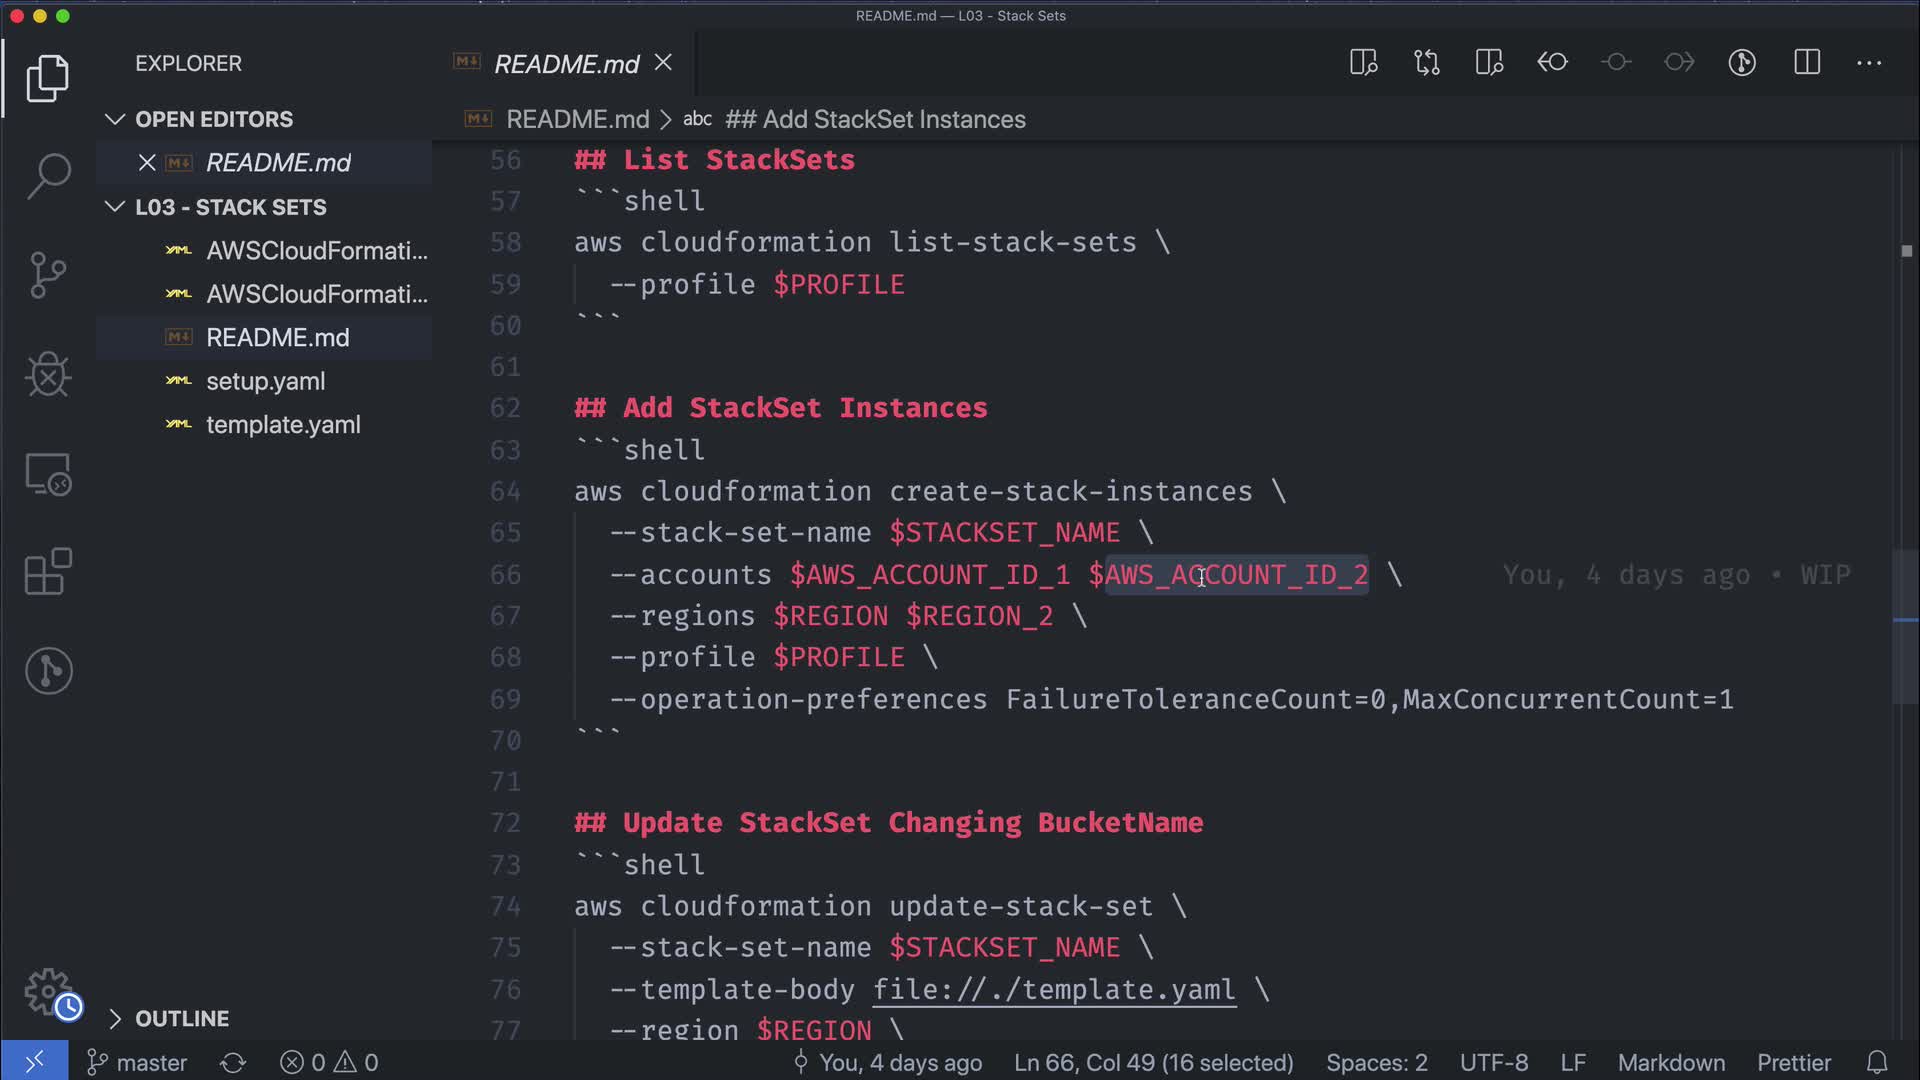 README.md — L03 - Stack Sets
EXPLORER
README.md
OPEN EDITORS
README.md
L03 - STACK SETS
AWSCloudFormati...
AWSCloudFormati...
README.md
setup.yaml
template.yaml
OUTLINE
README.md > abc ## Add StackSet Instances
56 ## List StackSets
57 ```shell
58 aws cloudformation list-stack-sets \
59 --profile $PROFILE
60 ```
61
62 ## Add StackSet Instances
63 ```shell
64 aws cloudformation create-stack-instances \
65 --stack-set-name $STACKSET_NAME \
66 --accounts $AWS_ACCOUNT_ID_1 $AWS_ACCOUNT_ID_2 \ You, 4 days ago • WIP
67 --regions $REGION $REGION_2 \
68 --profile $PROFILE \
69 --operation-preferences FailureToleranceCount=0,MaxConcurrentCount=1
70 ```
71
72 ## Update StackSet Changing BucketName
73 ```shell
74 aws cloudformation update-stack-set \
75 --stack-set-name $STACKSET_NAME \
76 --template-body file://./template.yaml \
77 --region $REGION \
master 0 0 You, 4 days ago Ln 66, Col 49 (16 selected) Spaces: 2 UTF-8 LF Markdown Prettier